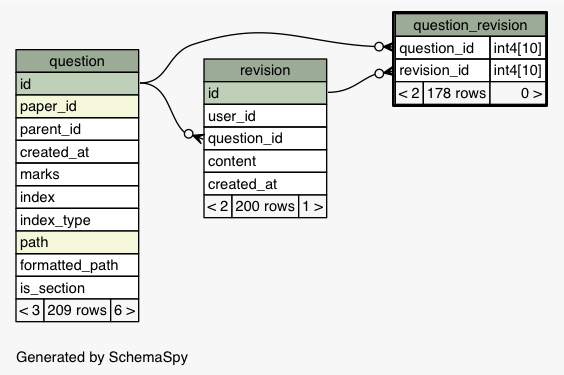 question_revision
question_id int4[10]
revision_id int4[10]
< 2 178 rows 0 >
question
id
paper_id
parent_id
created_at
marks
index
index_type
path
formatted_path
is_section
< 3 209 rows 6 >
revision
id
user_id
question_id
content
created_at
< 2 200 rows 1 >
Generated by SchemaSpy